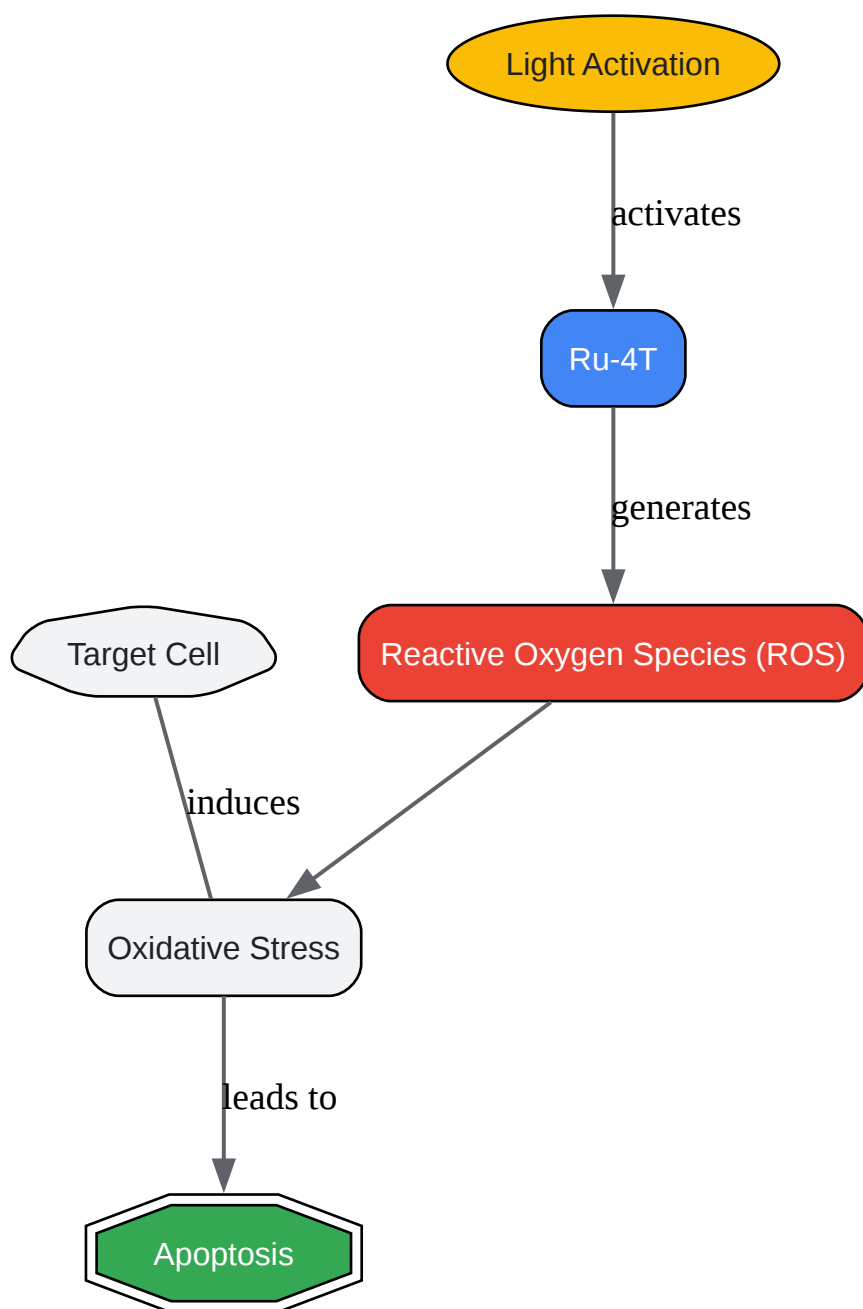 Light Activation
activates
Ru-4T
generates
Target Cell
Reactive Oxygen Species (ROS)
induces
Oxidative Stress
leads to
Apoptosis